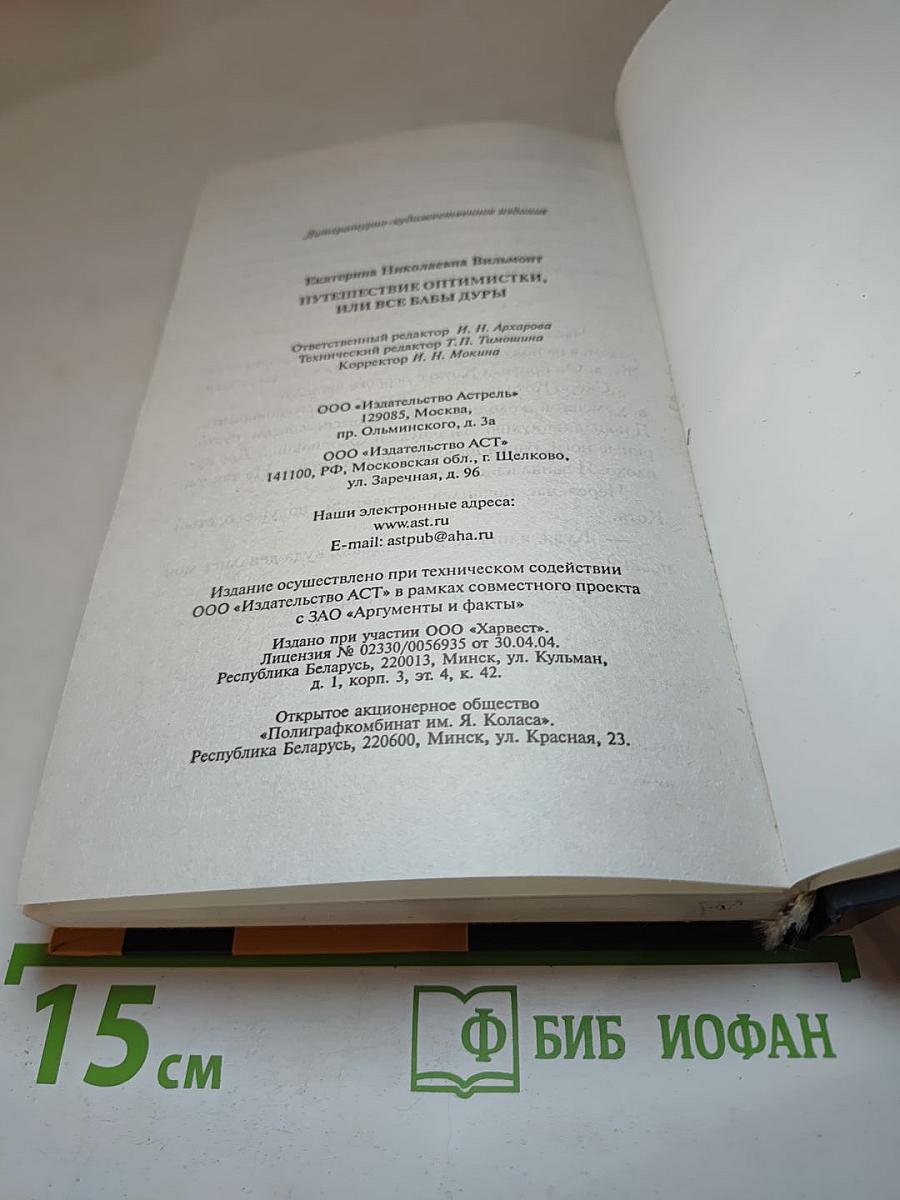 Литературно-художественное издание
Екатерина Николаевна Вильмонт
ПУТЕШЕСТВИЕ ОПТИМИСТКИ,
ИЛИ ВСЕ БАБЫ ДУРЫ
Ответственный редактор И. Н. Архарова
Технический редактор Т. П. Тимошина
Корректор И. Н. Мокина
ООО «Издательство Астрель»
129085, Москва,
пр. Ольминского, д. 3а
ООО «Издательство АСТ»
141100, РФ, Московская обл., г. Щелково,
ул. Заречная, д. 96
Наши электронные адреса:
www.ast.ru
E-mail: astpub@aha.ru
Издание осуществлено при техническом содействии
ООО «Издательство АСТ» в рамках совместного проекта
с ЗАО «Аргументы и факты»
Издано при участии ООО «Харвест».
Лицензия № 02330/0056935 от 30.04.04.
Республика Беларусь, 220013, Минск, ул. Кульман,
д. 1, корп. 3, эт. 4, к. 42.
Открытое акционерное общество
«Полиграфкомбинат им. Я. Коласа».
Республика Беларусь, 220600, Минск, ул. Красная, 23.
15 см
Ф БИБ ИОФАН